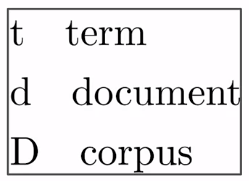 t term
d document
D corpus